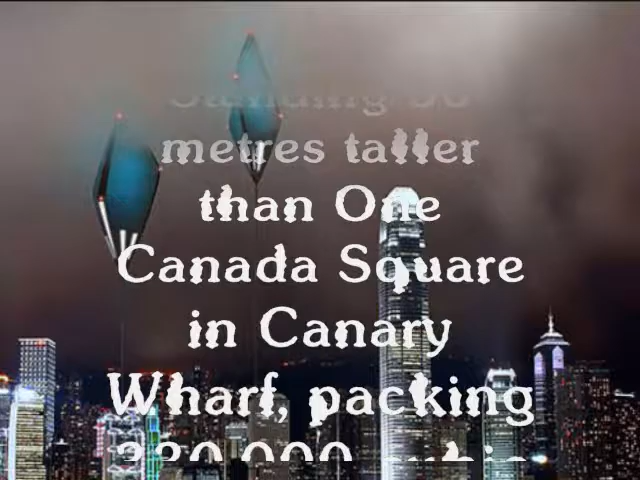 metres taller
than One
Canada Square
in Canary
Wharf, packing